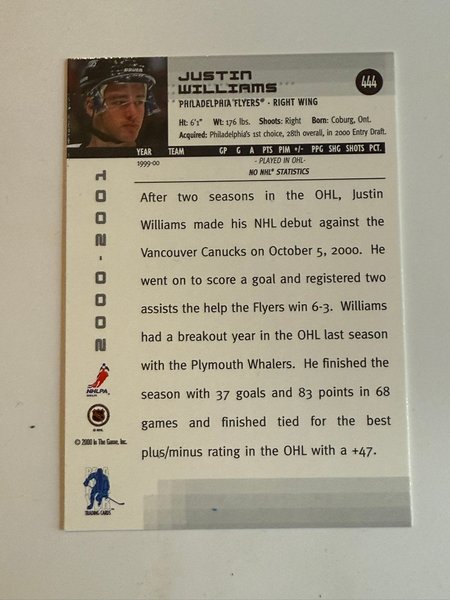 JUSTIN
WILLIAMS
444
PHILADELPHIA FLYERS® · RIGHT WING
Ht: 6'1" Wt: 176 lbs. Shoots: Right Born: Coburg, Ont.
Acquired: Philadelphia's 1st choice, 28th overall, in 2000 Entry Draft.
YEAR TEAM GP G A PTS PIM +/- PPG SHG SHOTS PCT.
1999-00 - PLAYED IN OHL-
NO NHL® STATISTICS
2000-2001
After two seasons in the OHL, Justin
Williams made his NHL debut against the
Vancouver Canucks on October 5, 2000. He
went on to score a goal and registered two
assists the help the Flyers win 6-3. Williams
had a breakout year in the OHL last season
with the Plymouth Whalers. He finished the
season with 37 goals and 83 points in 68
games and finished tied for the best
plus/minus rating in the OHL with a +47.
NHLPA
© NHL
© 2000 In The Game, Inc.
TRADING CARDS